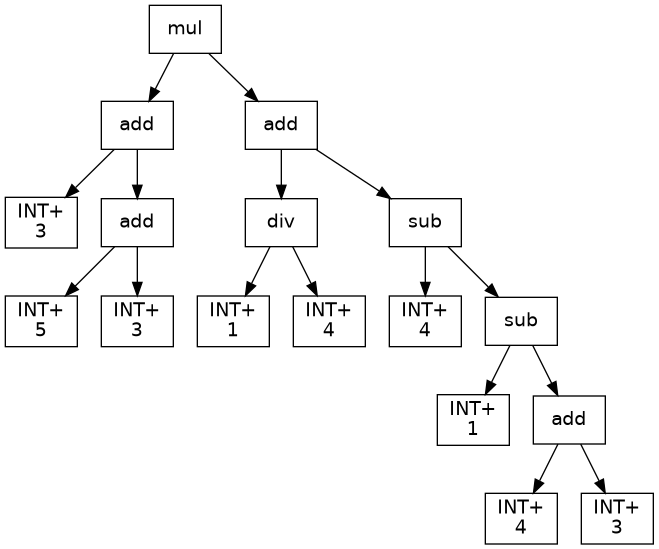 mul
add
add
INT+
3
add
div
sub
INT+
5
INT+
3
INT+
1
INT+
4
INT+
4
sub
INT+
1
add
INT+
4
INT+
3